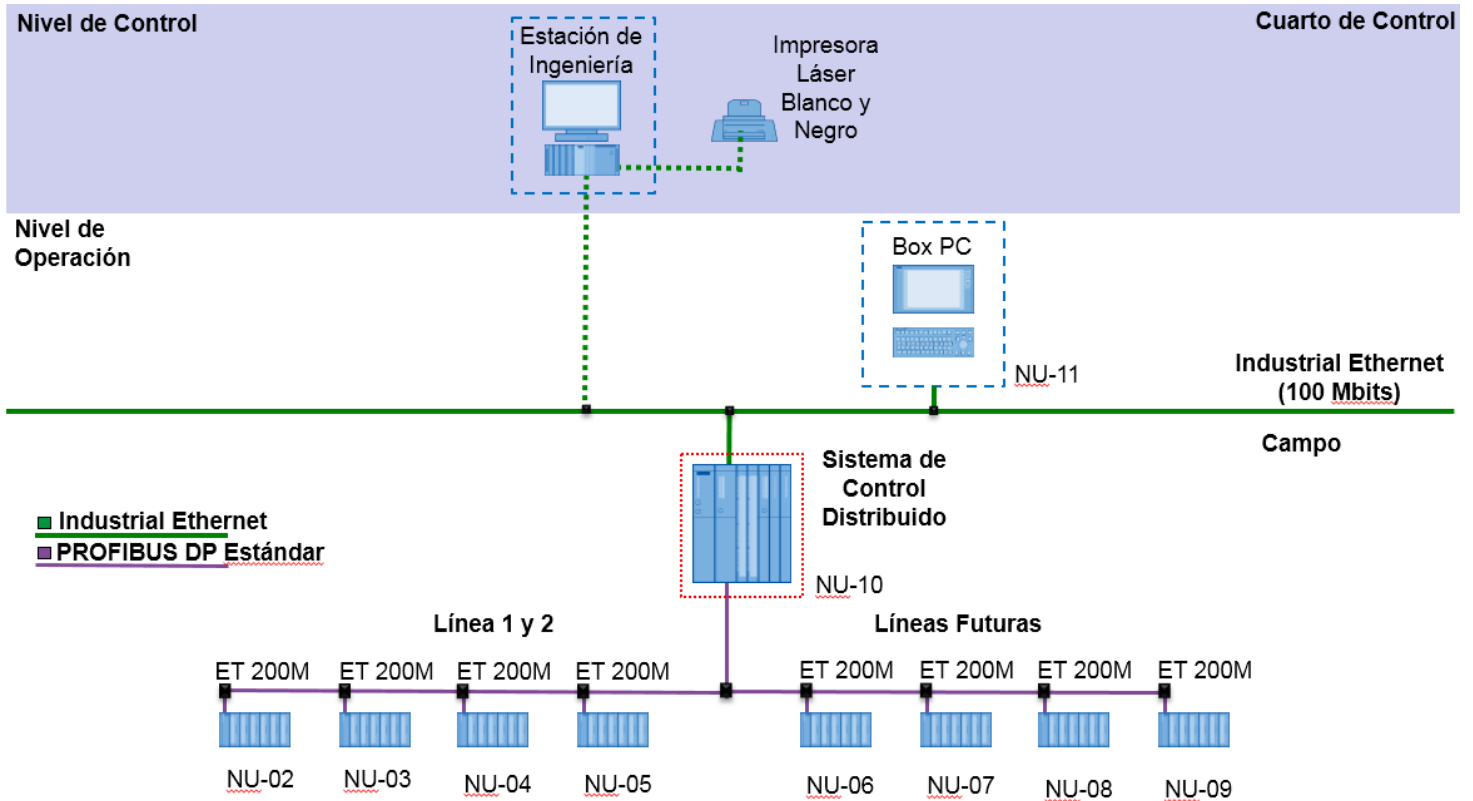 Nivel de Control
Cuarto de Control
Estación de
Ingeniería
Impresora
Láser
Blanco y
Negro
Nivel de
Operación
Box PC
NU-11
Industrial Ethernet
(100 Mbits)
Campo
Sistema de
Control
Distribuido
NU-10
Industrial Ethernet
PROFIBUS DP Estándar
Línea 1 y 2
Líneas Futuras
ET 200M ET 200M ET 200M ET 200M ET 200M ET 200M ET 200M ET 200M
NU-02 NU-03 NU-04 NU-05 NU-06 NU-07 NU-08 NU-09